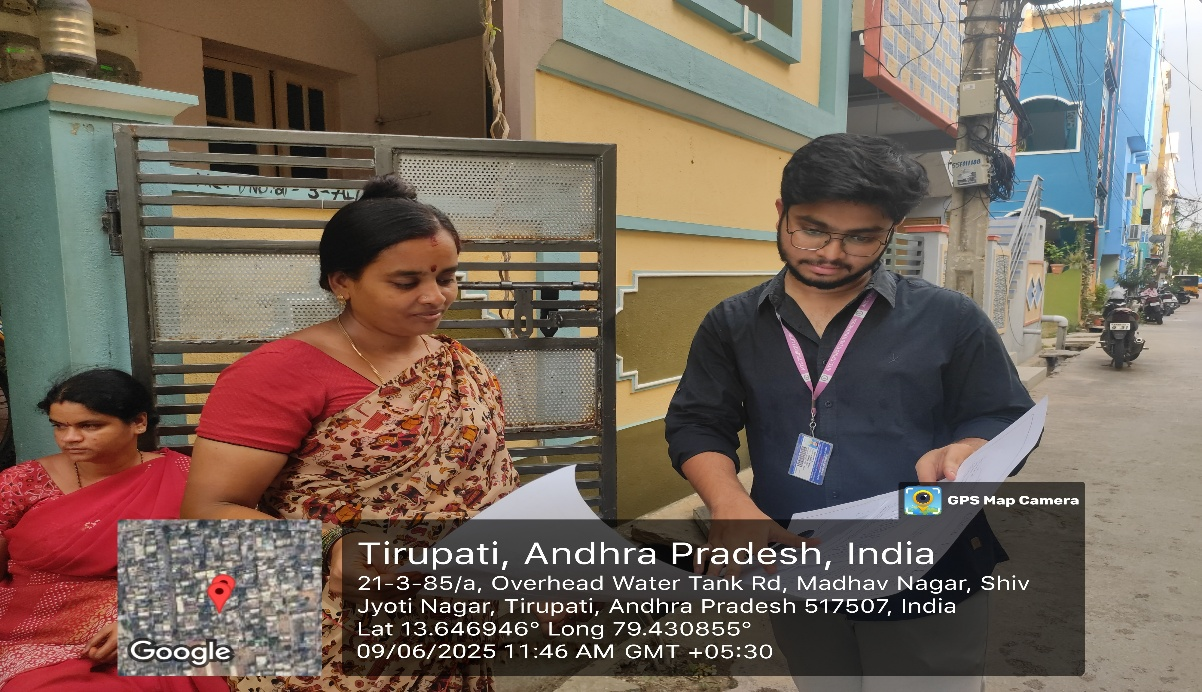 GPS Map Camera
Tirupati, Andhra Pradesh, India
21-3-85/a, Overhead Water Tank Rd, Madhav Nagar, Shiv
Jyoti Nagar, Tirupati, Andhra Pradesh 517507, India
Lat 13.646946° Long 79.430855°
09/06/2025 11:46 AM GMT +05:30
Google